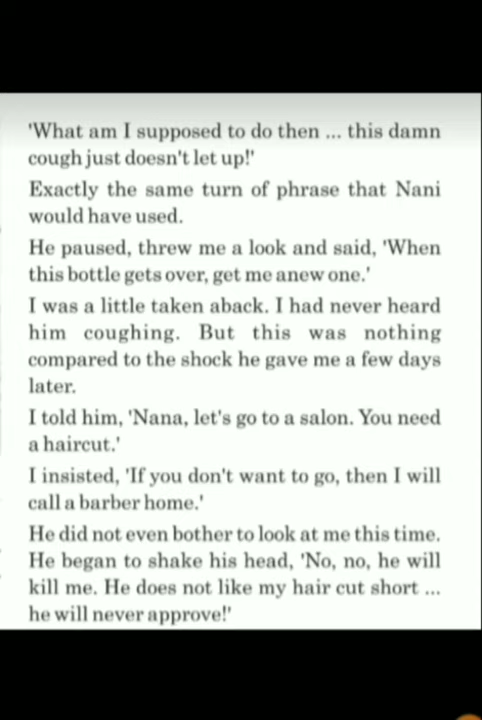 'What am I supposed to do then ... this damn
cough just doesn't let up!'
Exactly the same turn of phrase that Nani
would have used.
He paused, threw me a look and said, 'When
this bottle gets over, get me anew one.'
I was a little taken aback. I had never heard
him coughing. But this was nothing
compared to the shock he gave me a few days
later.
I told him, 'Nana, let's go to a salon. You need
a haircut.'
I insisted, 'If you don't want to go, then I will
call a barber home.'
He did not even bother to look at me this time.
He began to shake his head, 'No, no, he will
kill me. He does not like my hair cut short ...
he will never approve!'